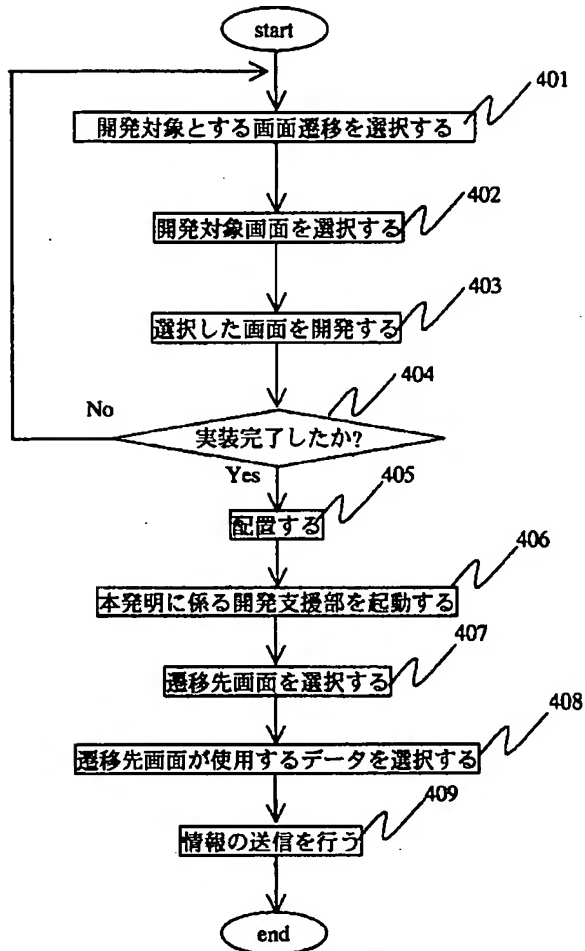 start
401
開発対象とする画面遷移を選択する
402
開発対象画面を選択する
403
選択した画面を開発する
404
No
実装完了したか?
Yes
405
配置する
406
本発明に係る開発支援部を起動する
407
遷移先画面を選択する
408
遷移先画面が使用するデータを選択する
409
情報の送信を行う
end